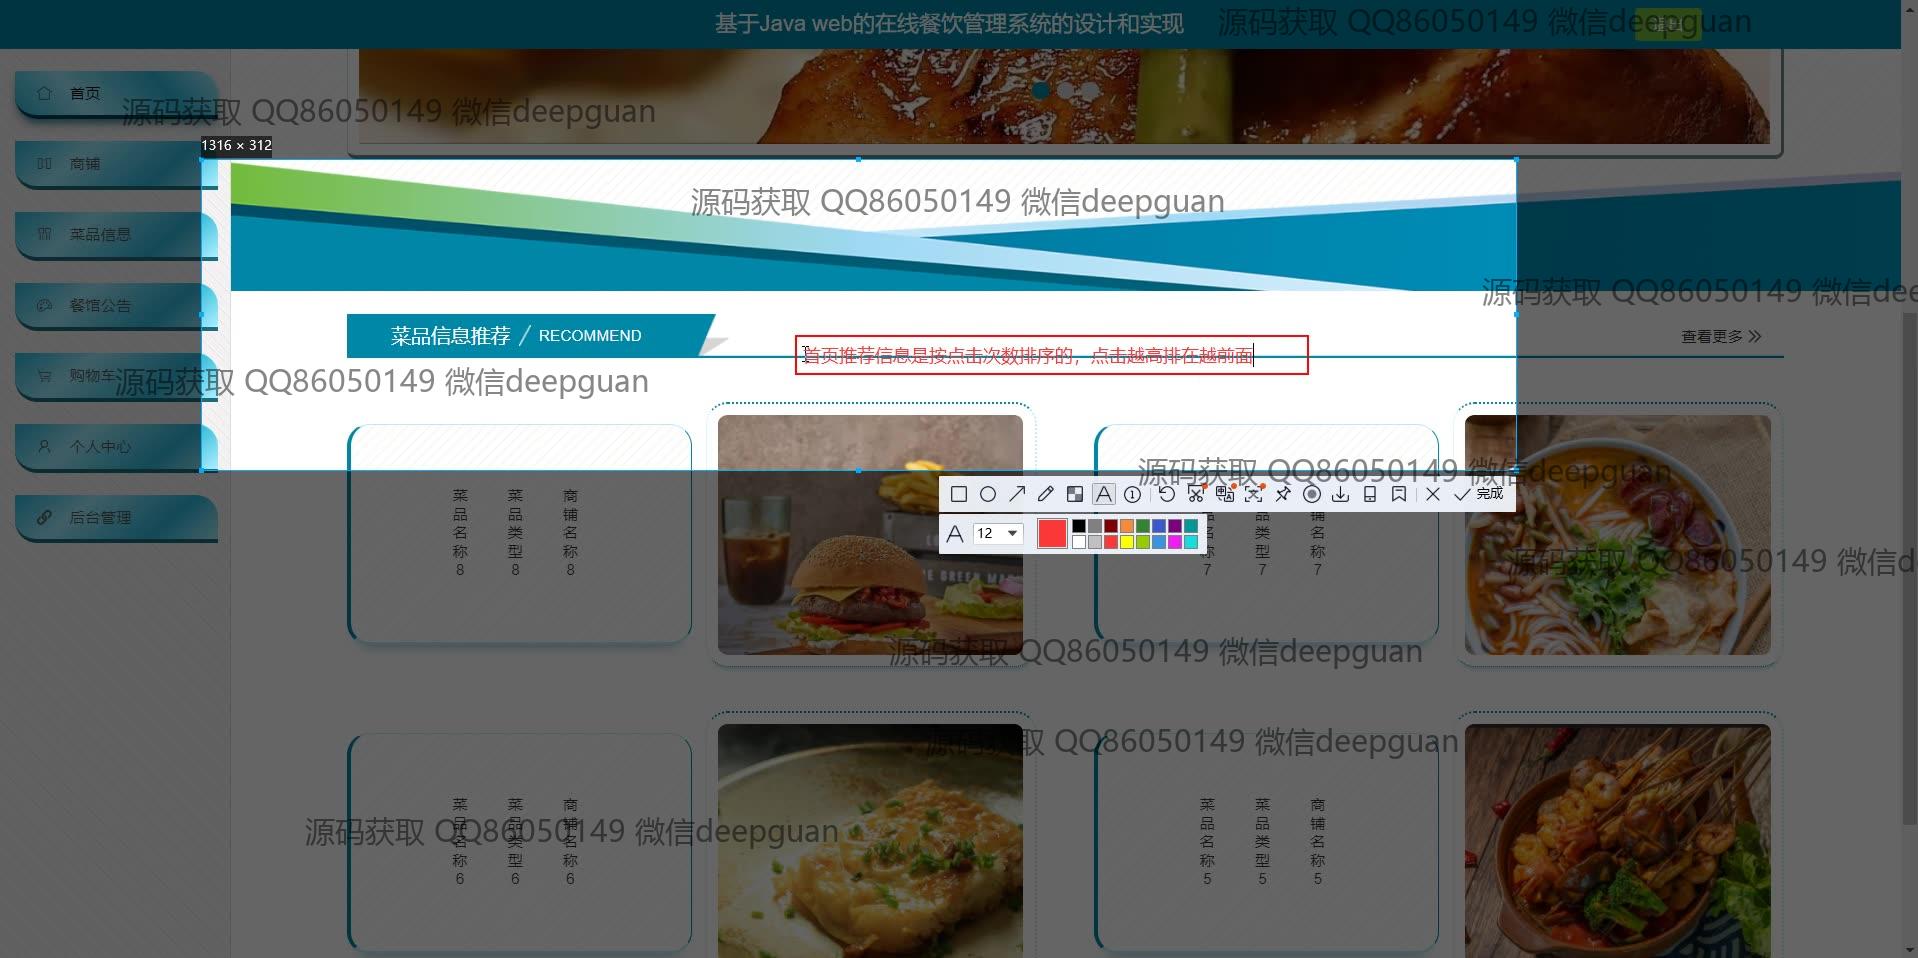 基于Java web的在线餐饮管理系统的设计和实现
源码获取 QQ86050149 微信deepguan
首页
源码获取 QQ86050149 微信deepguan
1316 × 312
商铺
源码获取 QQ86050149 微信deepguan
菜品信息
源码获取 QQ86050149 微信dee
餐馆公告
菜品信息推荐 / RECOMMEND
查看更多
首页推荐信息是按点击次数排序的，点击越高排在越前面
购物车
源码获取 QQ86050149 微信deepguan
个人中心
源码获取 QQ86050149 微信deepguan
完成
菜品名称8
菜品类型8
商铺名称8
后台管理
12
称7
型7
称7
源码获取 QQ86050149 微信d
源码获取 QQ86050149 微信deepguan
源码获取 QQ86050149 微信deepguan
菜品名称6
菜品类型6
商铺名称6
菜品名称5
菜品类型5
商铺名称5
源码获取 QQ86050149 微信deepguan